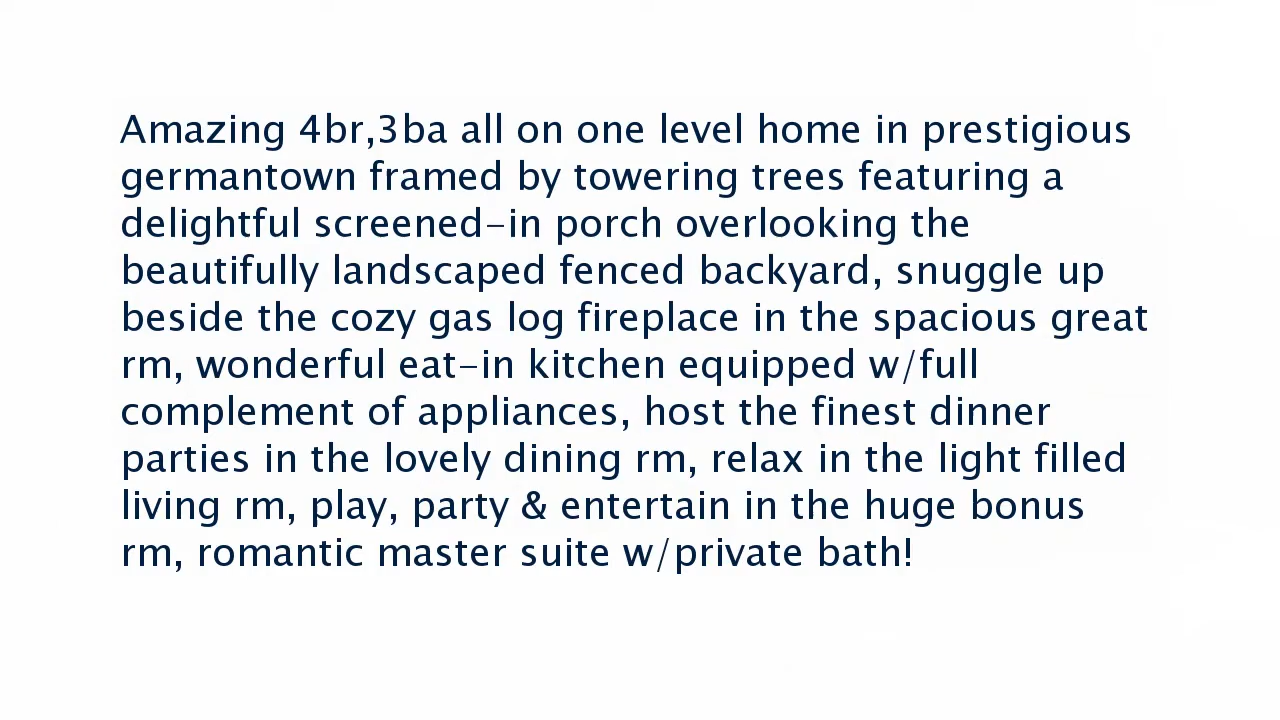 Amazing 4br,3ba all on one level home in prestigious
germantown framed by towering trees featuring a
delightful screened-in porch overlooking the
beautifully landscaped fenced backyard, snuggle up
beside the cozy gas log fireplace in the spacious great
rm, wonderful eat-in kitchen equipped w/full
complement of appliances, host the finest dinner
parties in the lovely dining rm, relax in the light filled
living rm, play, party & entertain in the huge bonus
rm, romantic master suite w/private bath!